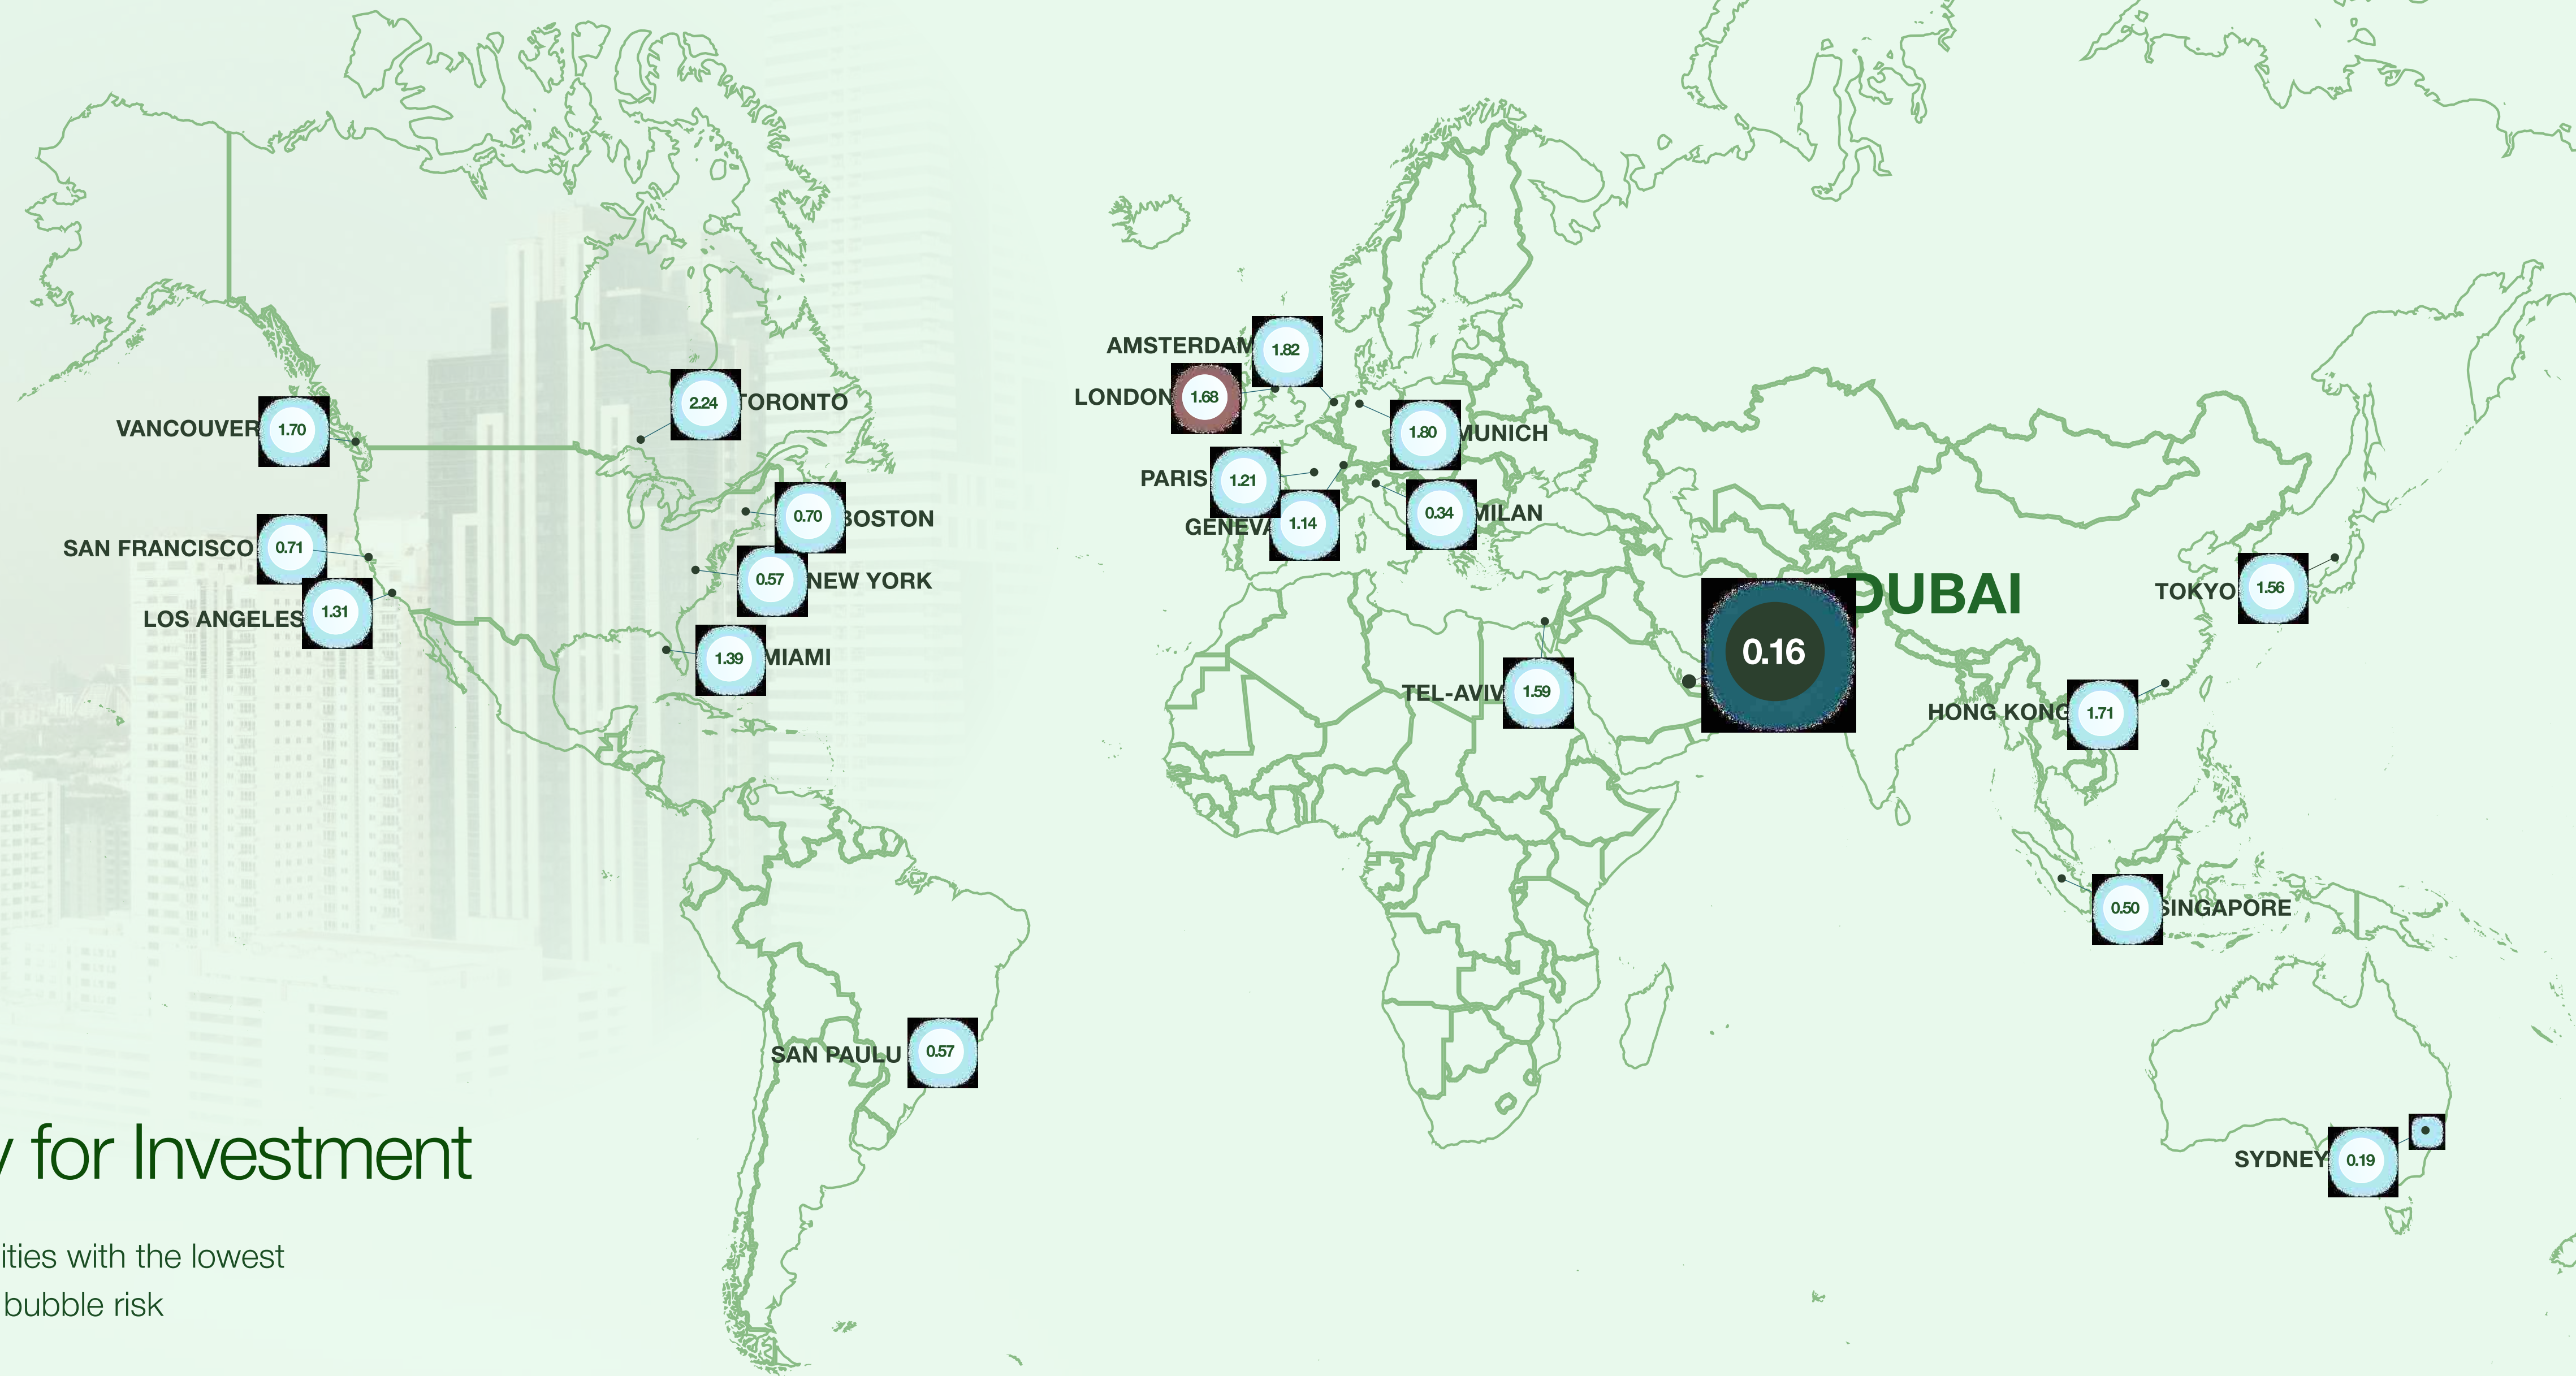 AMSTERDAM
1.82
LONDON
1.68
TORONTO
2.24
VANCOUVER
1.70
MUNICH
1.80
PARIS
1.21
GENEVA
1.14
MILAN
0.34
BOSTON
0.70
SAN FRANCISCO
0.71
NEW YORK
0.57
LOS ANGELES
1.31
MIAMI
1.39
DUBAI
0.16
TOKYO
1.56
TEL-AVIV
1.59
HONG KONG
1.71
SINGAPORE
0.50
SAN PAULU
0.57
SYDNEY
0.19
y for Investment
ities with the lowest
bubble risk